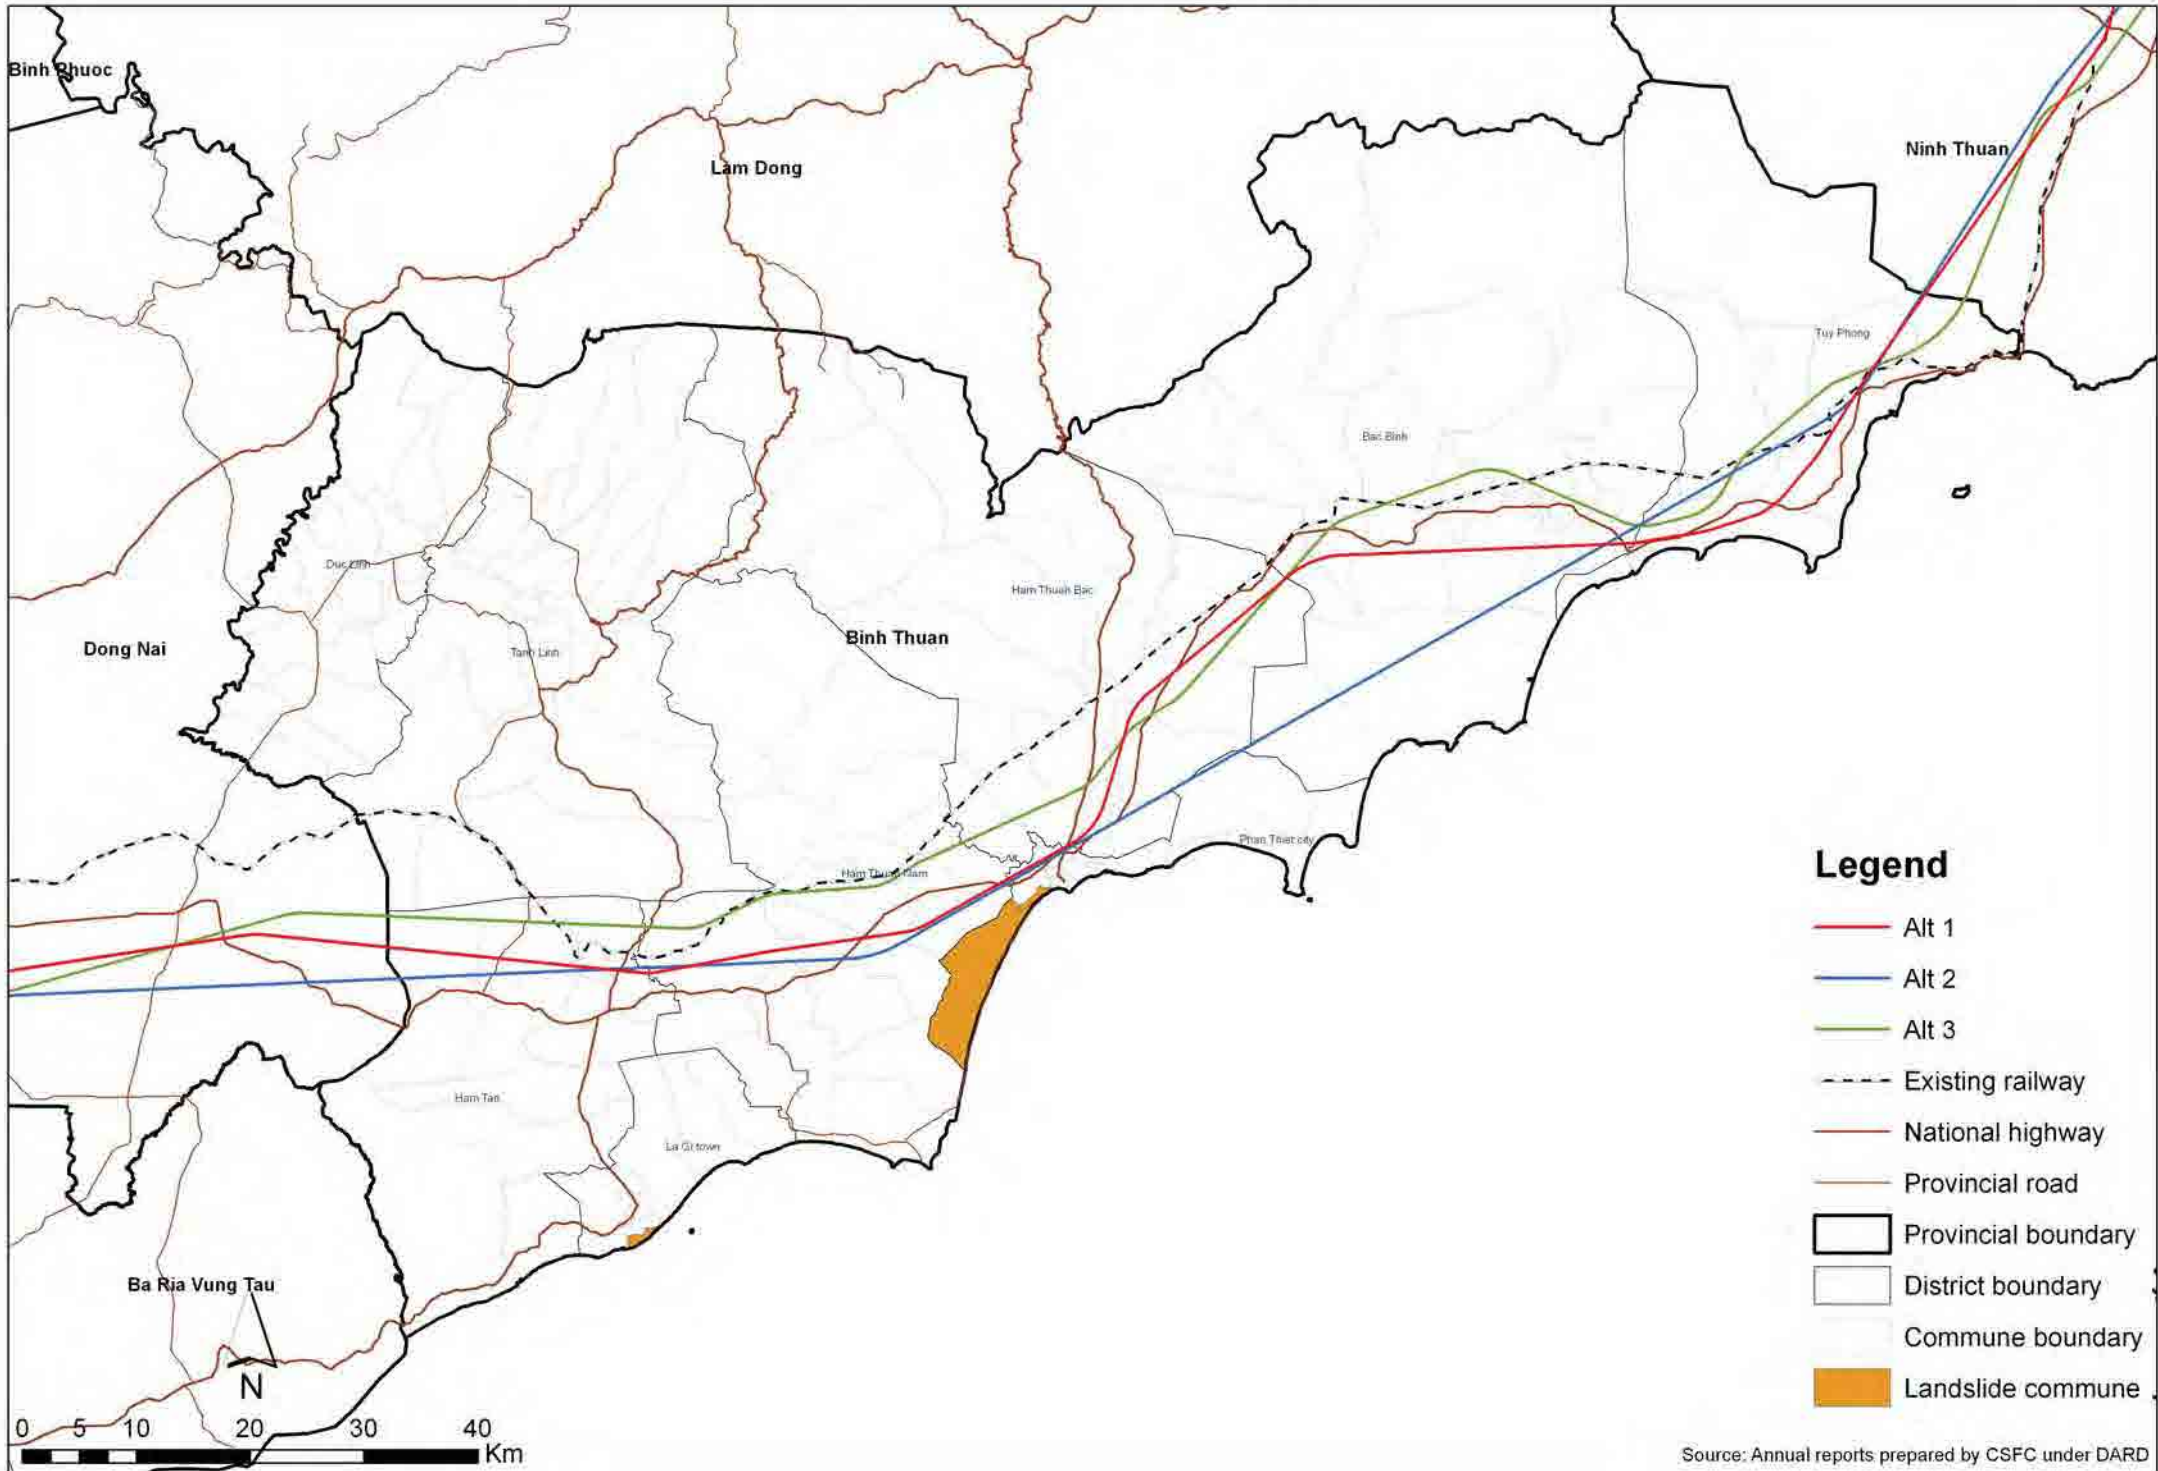 Binh Phuoc
Lam Dong
Ninh Thuan
Tuy Phong
Bac Binh
Duc Linh
Ham Thuan Bac
Dong Nai
Tanh Linh
Binh Thuan
Phan Thiet city
Ham Thuan Nam
Ham Tan
La Gi town
Ba Ria Vung Tau
N
0 5 10 20 30 40
Km
Legend
Alt 1
Alt 2
Alt 3
Existing railway
National highway
Provincial road
Provincial boundary
District boundary
Commune boundary
Landslide commune
Source: Annual reports prepared by CSFC under DARD